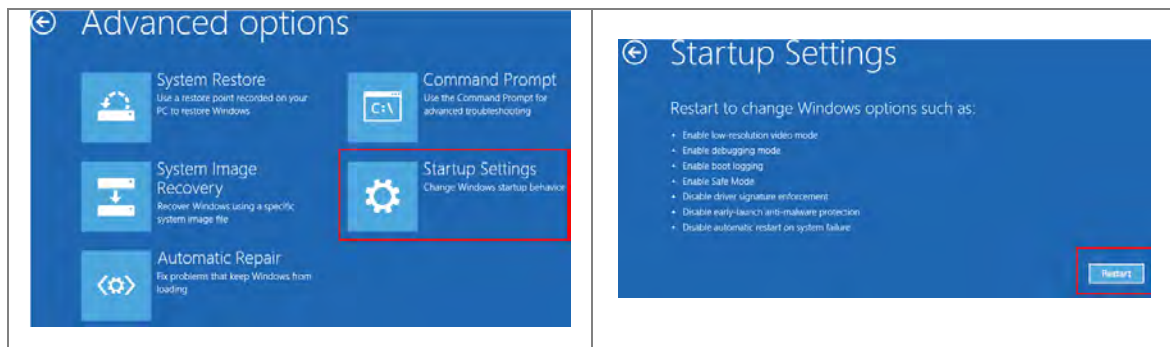 Advanced options
System Restore
Use a restore point recorded on your
PC to restore Windows
Command Prompt
Use the Command Prompt for
advanced troubleshooting
C:\
System Image
Recovery
Recover Windows using a specific
system image file
Startup Settings
Change Windows startup behavior
Automatic Repair
Fix problems that keep Windows from
loading
Startup Settings
Restart to change Windows options such as:
• Enable low-resolution video mode
• Enable debugging mode
• Enable boot logging
• Enable Safe Mode
• Disable driver signature enforcement
• Disable early-launch anti-malware protection
• Disable automatic restart on system failure
Restart